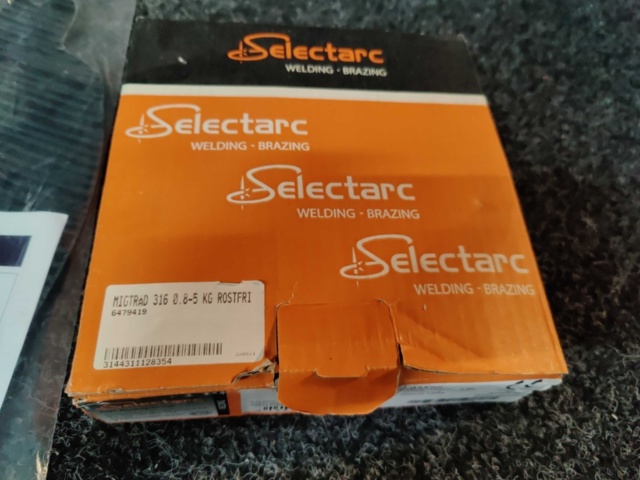 Selectarc
WELDING - BRAZING
Selectarc
WELDING - BRAZING
Selectarc
WELDING - BRAZING
Selectarc
WELDING - BRAZING
MIGTRaD 316 0.8-5 KG ROSTFRI
6479419
3144311128354